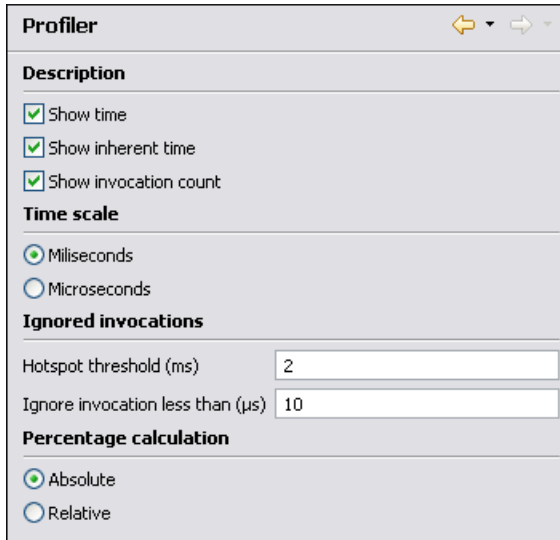 Profiler
Description
Show time
Show inherent time
Show invocation count
Time scale
Miliseconds
Microseconds
Ignored invocations
Hotspot threshold (ms) 2
Ignore invocation less than (µs) 10
Percentage calculation
Absolute
Relative